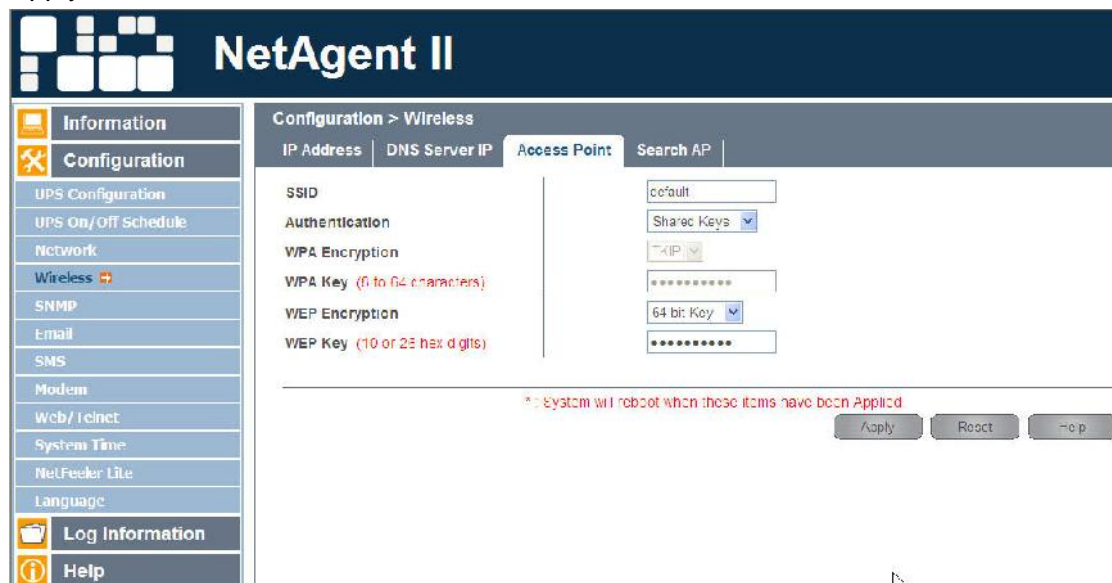 NetAgent II
Information
Configuration
UPS Configuration
UPS On/Off Schedule
Network
Wireless
SNMP
Email
SMS
Modem
Web/Telnet
System Time
NetFeeler Lite
Language
Log Information
Help
Configuration > Wireless
IP Address DNS Server IP Access Point Search AP
SSID default
Authentication Shared Keys
WPA Encryption TKIP
WPA Key (8 to 64 characters) **********
WEP Encryption 64 bit Key
WEP Key (10 or 26 hex digits) **********
* : System will reboot when these items have been Applied
Apply Reset Help